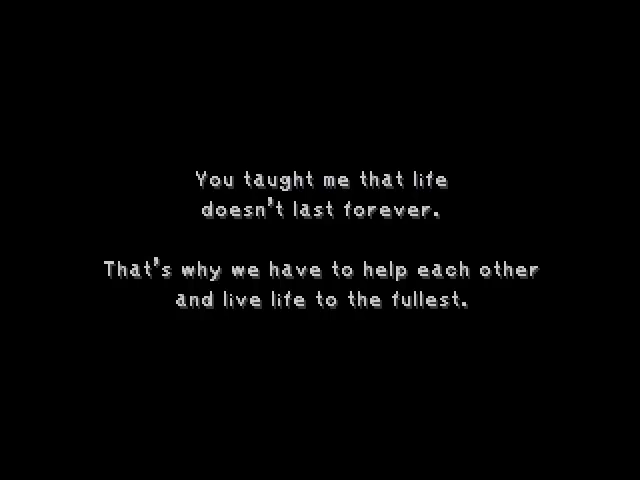 You taught me that life
doesn't last forever.
That's why we have to help each other
and live life to the fullest.